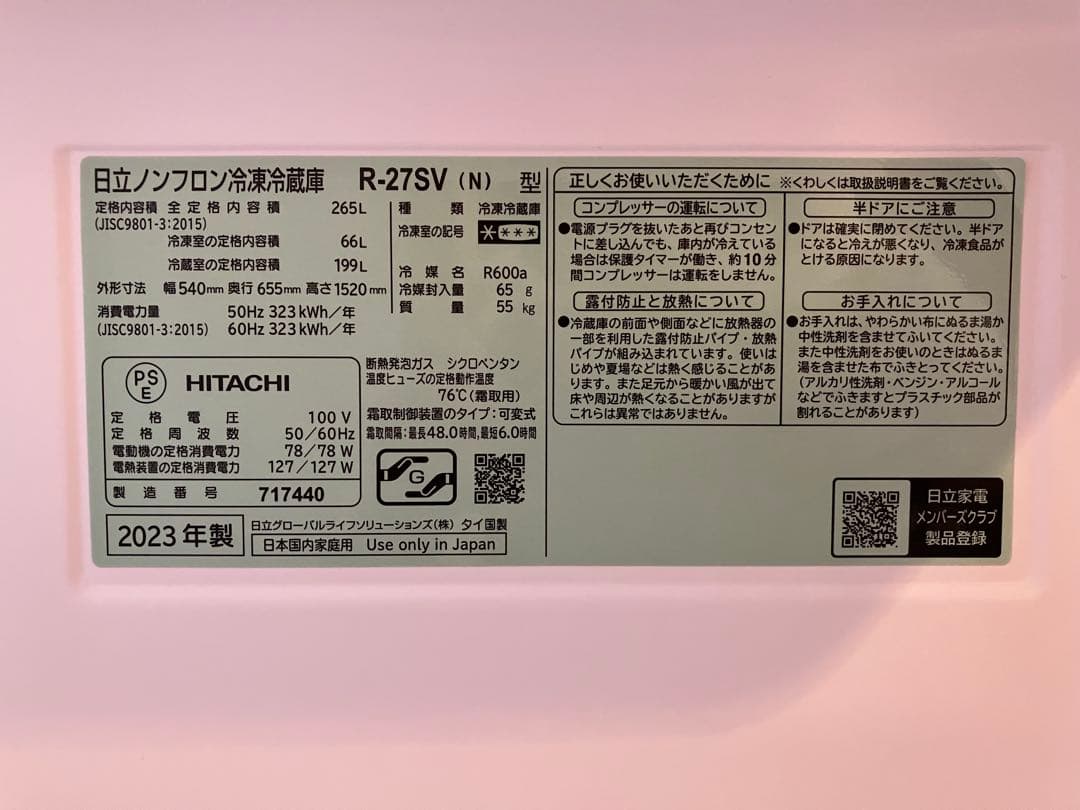 日立ノンフロン冷凍冷蔵庫 R-27SV (N) 型
定格内容積 全定格内容積 265L
(JISC9801-3:2015)
冷凍室の定格内容積 66L
冷蔵室の定格内容積 199L
外形寸法 幅540mm 奥行655mm 高さ1520mm
消費電力量 50Hz 323kWh/年
(JISC9801-3:2015) 60Hz 323kWh/年
種類 冷凍冷蔵庫
冷凍室の記号 ＊***
冷媒名 R600a
冷媒封入量 65 g
質量 55 kg
PS
E
HITACHI
定格電圧 100 V
定格周波数 50/60Hz
電動機の定格消費電力 78/78 W
電熱装置の定格消費電力 127/127 W
製造番号 717440
断熱発泡ガス シクロペンタン
温度ヒューズの定格動作温度
76℃(霜取用)
霜取制御装置のタイプ:可変式
霜取間隔:最長48.0時間,最短6.0時間
G
2023年製
日立グローバルライフソリューションズ(株) タイ国製
日本国内家庭用 Use only in Japan
正しくお使いいただくために ※くわしくは取扱説明書をご覧ください。
コンプレッサーの運転について
●電源プラグを抜いたあと再びコンセン
トに差し込んでも、庫内が冷えている
場合は保護タイマーが働き、約10分
間コンプレッサーは運転をしません。
露付防止と放熱について
●冷蔵庫の前面や側面などに放熱器の
一部を利用した露付防止パイプ・放熱
パイプが組み込まれています。使いは
じめや夏場などは熱く感じることがあ
ります。また足元から暖かい風が出て
床や周辺が熱くなることがありますが
これらは異常ではありません。
半ドアにご注意
●ドアは確実に閉めてください。半ドア
になると冷えが悪くなり、冷凍食品が
とける原因になります。
お手入れについて
●お手入れは、やわらかい布にぬるま湯か
中性洗剤を含ませてふいてください。
また中性洗剤をお使いのときはぬるま
湯を含ませた布でふきとってください。
(アルカリ性洗剤・ベンジン・アルコール
などでふきますとプラスチック部品が
割れることがあります)
日立家電
メンバーズクラブ
製品登録